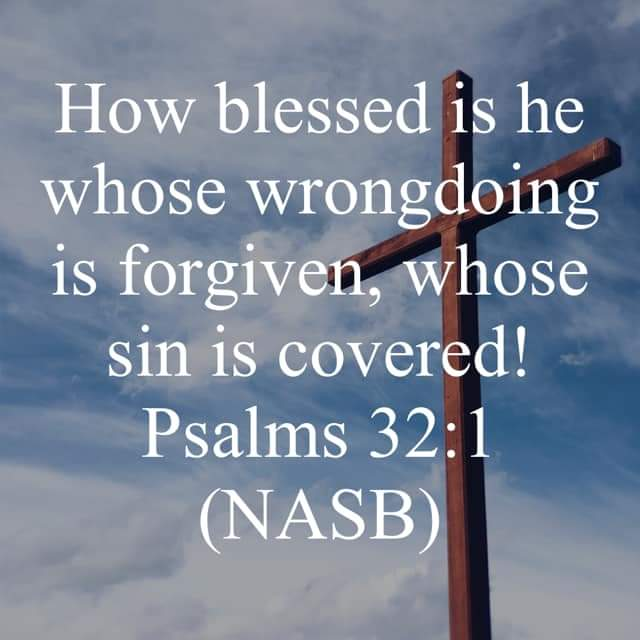 How blessed is he
whose wrongdoing
is forgiven, whose
sin is covered!
Psalms 32:1
(NASB)